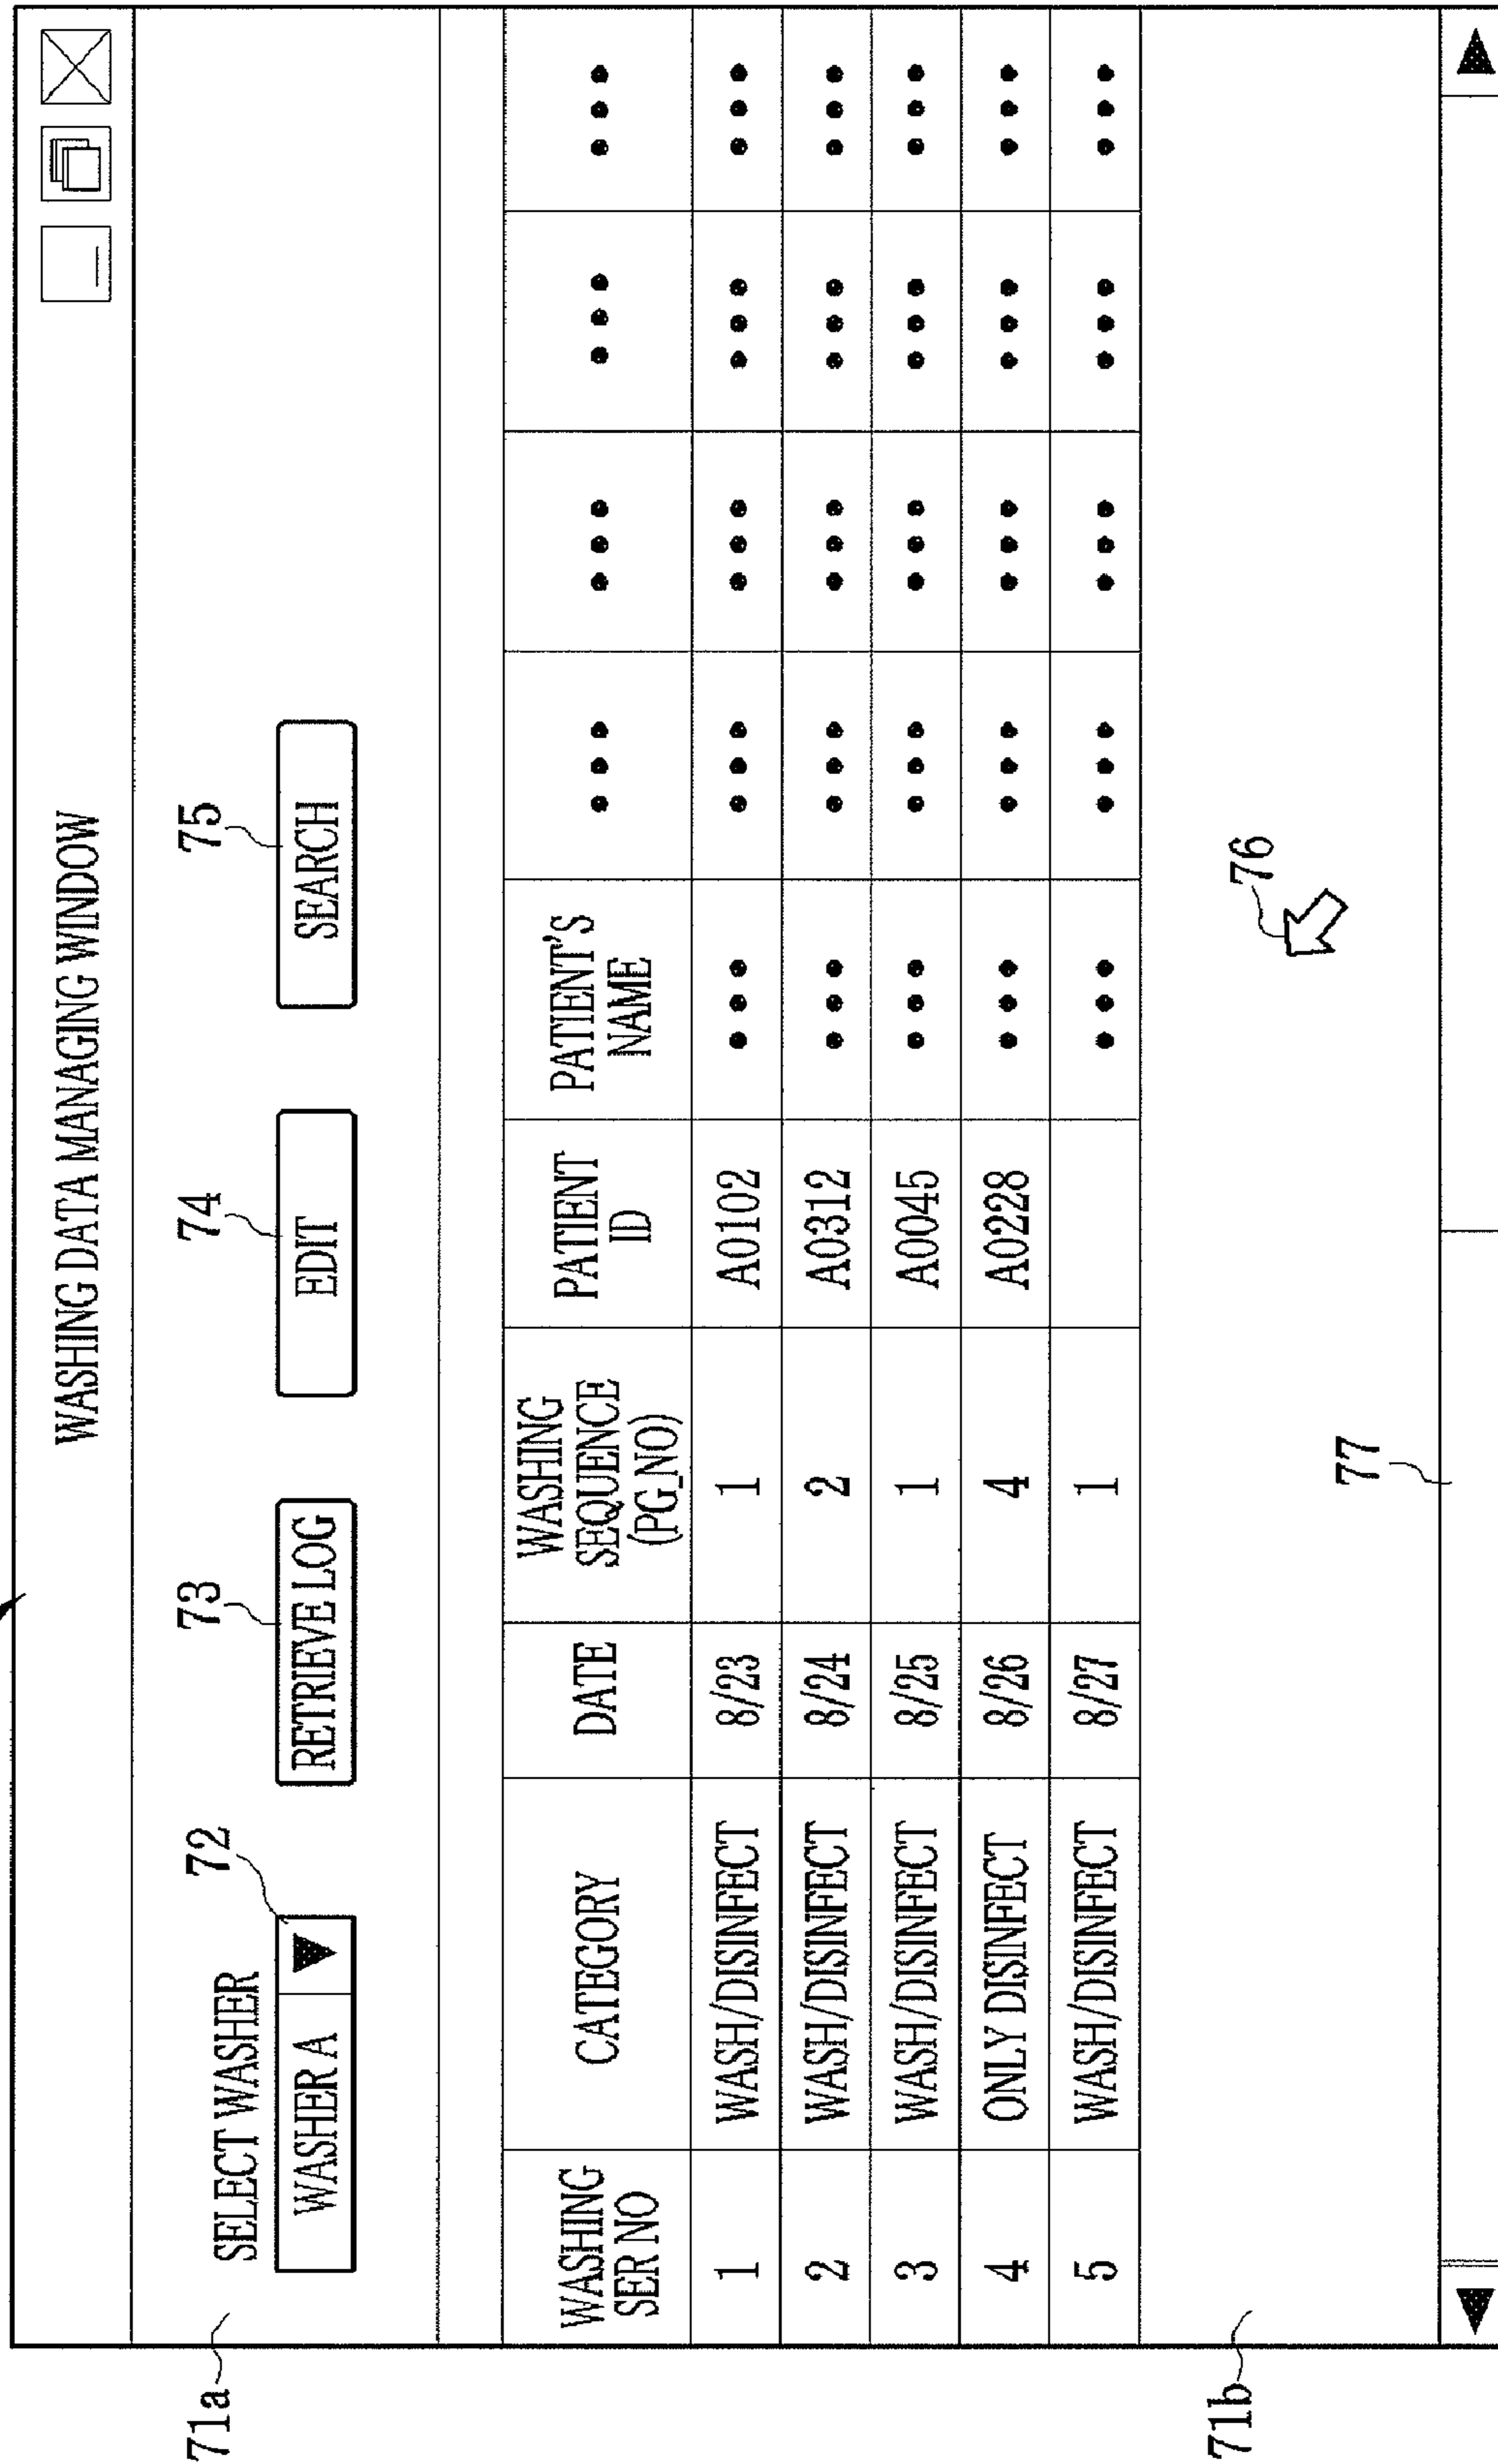 WASHING DATA MANAGING WINDOW
71a
SELECT WASHER
WASHER A
72
73
RETRIEVE LOG
74
EDIT
75
SEARCH
WASHING SER NO CATEGORY DATE WASHING SEQUENCE (PG_NO) PATIENT ID PATIENT'S NAME ••• ••• ••• •••
1 WASH/DISINFECT 8/23 1 A0102 ••• ••• ••• ••• •••
2 WASH/DISINFECT 8/24 2 A0312 ••• ••• ••• ••• •••
3 WASH/DISINFECT 8/25 1 A0045 ••• ••• ••• ••• •••
4 ONLY DISINFECT 8/26 4 A0228 ••• ••• ••• ••• •••
5 WASH/DISINFECT 8/27 1 ••• ••• ••• ••• •••
71b
76
77